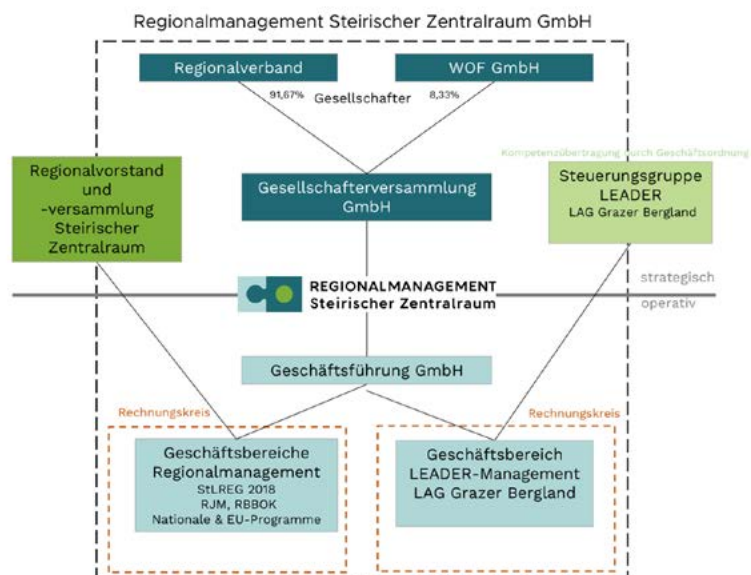 Regionalmanagement Steirischer Zentralraum GmbH
Regionalverband
WOF GmbH
91,67%
Gesellschafter
8,33%
Kompetenzübertragung durch Geschäftsordnung
Regionalvorstand
und
-versammlung
Steirischer
Zentralraum
Gesellschafterversammlung
GmbH
Steuerungsgruppe
LEADER
LAG Grazer Bergland
REGIONALMANAGEMENT
Steirischer Zentralraum
strategisch
operativ
Geschäftsführung GmbH
Rechnungskreis
Rechnungskreis
Geschäftsbereiche
Regionalmanagement
StLREG 2018
RJM, RBBOK
Nationale & EU-Programme
Geschäftsbereich
LEADER-Management
LAG Grazer Bergland